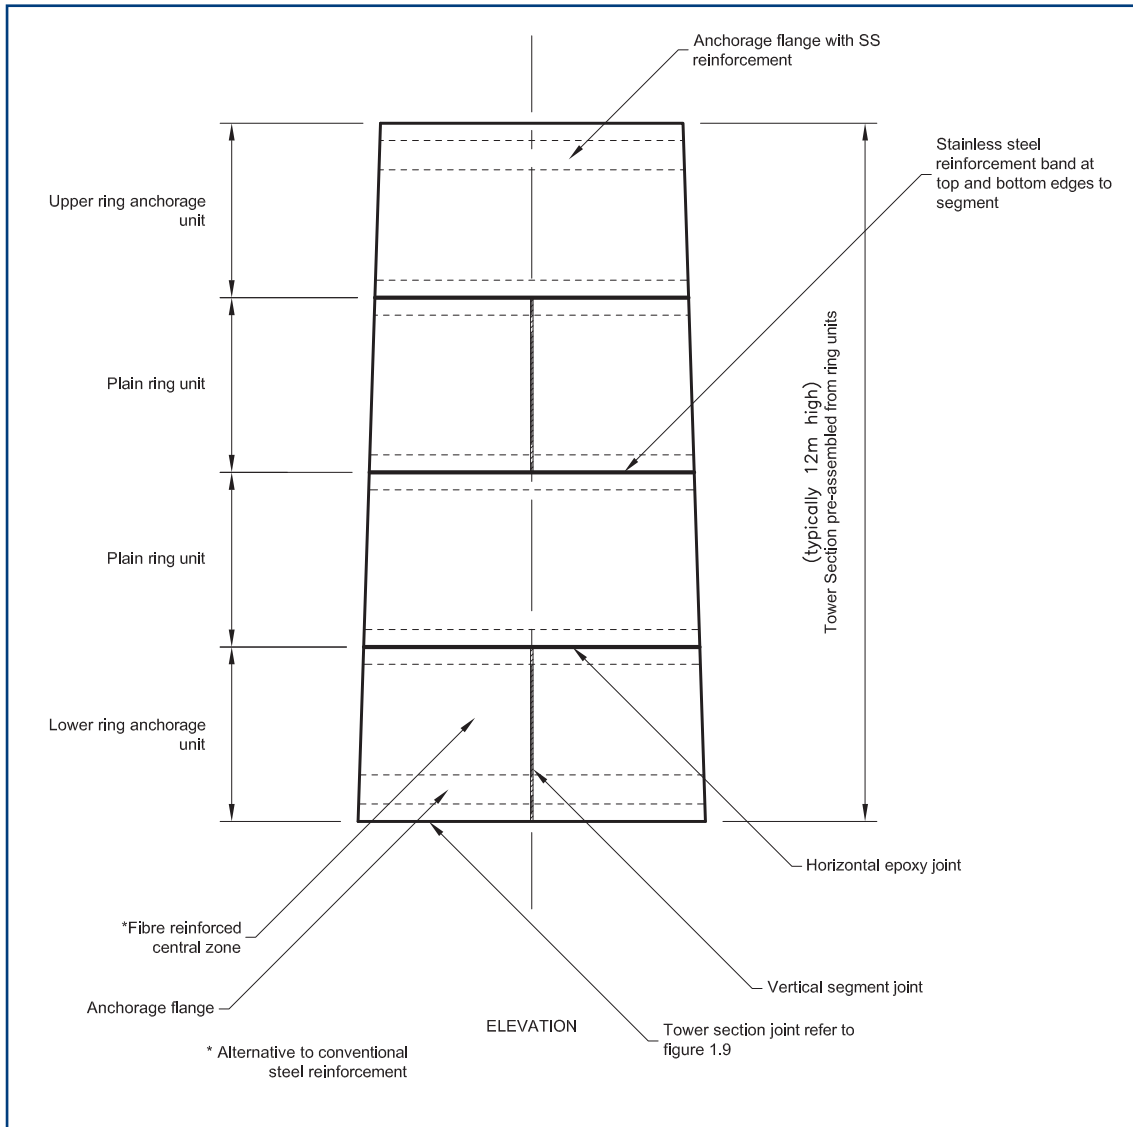 Anchorage flange with SS
reinforcement
Stainless steel
reinforcement band at
top and bottom edges to
segment
Upper ring anchorage
unit
Plain ring unit
(typically 12m high)
Tower Section pre-assembled from ring units
Plain ring unit
Lower ring anchorage
unit
Horizontal epoxy joint
*Fibre reinforced
central zone
Vertical segment joint
Anchorage flange
ELEVATION
Tower section joint refer to
figure 1.9
* Alternative to conventional
steel reinforcement